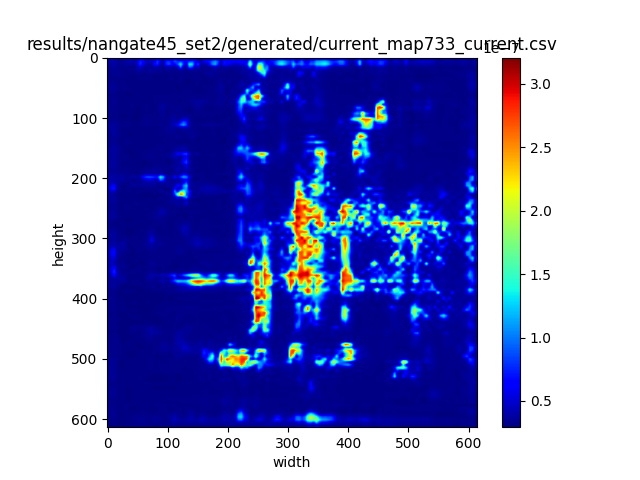 results/nangate45_set2/generated/current_map733_current.csv
1e−7
0
100
200
300
400
500
600
height
0 100 200 300 400 500 600
width
3.0
2.5
2.0
1.5
1.0
0.5